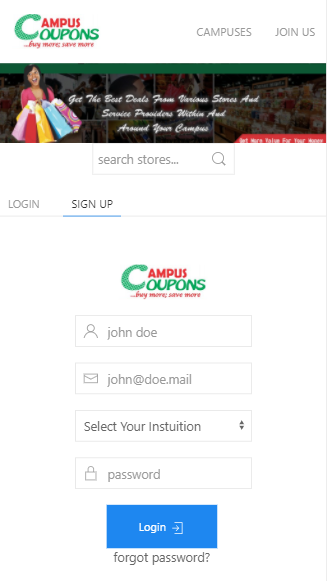 CAMPUS
COUPONS
...buy more; save more
CAMPUSES
JOIN US
Get The Best Deals From Various Stores And
Service Providers Within And
Around Your Campus
Get More Value For Your Money
search stores...
LOGIN
SIGN UP
CAMPUS
COUPONS
...buy more; save more
john doe
john@doe.mail
Select Your Instuition
password
Login
forgot password?